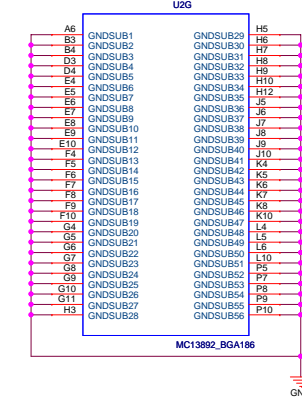 U2G
A6 GNDSUB1 GNDSUB29 H5
B3 GNDSUB2 GNDSUB30 H6
B4 GNDSUB3 GNDSUB31 H7
D3 GNDSUB4 GNDSUB32 H8
D4 GNDSUB5 GNDSUB33 H9
E4 GNDSUB6 GNDSUB34 H10
E5 GNDSUB7 GNDSUB35 H12
E6 GNDSUB8 GNDSUB36 J5
E7 GNDSUB9 GNDSUB37 J6
E8 GNDSUB10 GNDSUB38 J7
E9 GNDSUB11 GNDSUB39 J8
E10 GNDSUB12 GNDSUB40 J9
F4 GNDSUB13 GNDSUB41 J10
F5 GNDSUB14 GNDSUB42 K4
F6 GNDSUB15 GNDSUB43 K5
F7 GNDSUB16 GNDSUB44 K6
F8 GNDSUB17 GNDSUB45 K7
F9 GNDSUB18 GNDSUB46 K8
F10 GNDSUB19 GNDSUB47 K10
G4 GNDSUB20 GNDSUB48 L4
G5 GNDSUB21 GNDSUB49 L5
G6 GNDSUB22 GNDSUB50 L6
G7 GNDSUB23 GNDSUB51 L10
G8 GNDSUB24 GNDSUB52 P5
G9 GNDSUB25 GNDSUB53 P7
G10 GNDSUB26 GNDSUB54 P8
G11 GNDSUB27 GNDSUB55 P9
H3 GNDSUB28 GNDSUB56 P10
MC13892_BGA186
GN